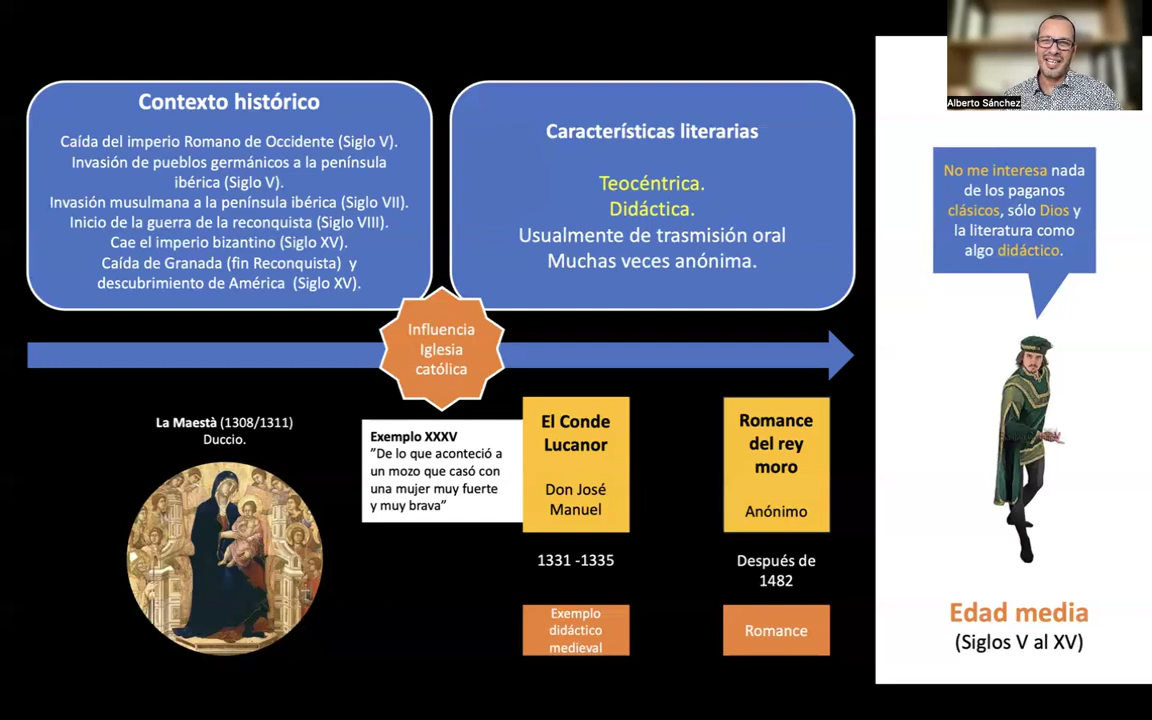 Alberto Sánchez
Contexto histórico
Caída del imperio Romano de Occidente (Siglo V).
Invasión de pueblos germánicos a la península
ibérica (Siglo V).
Invasión musulmana a la península ibérica (Siglo VII).
Inicio de la guerra de la reconquista (Siglo VIII).
Cae el imperio bizantino (Siglo XV).
Caída de Granada (fin Reconquista) y
descubrimiento de América (Siglo XV).
Características literarias
Teocéntrica.
Didáctica.
Usualmente de trasmisión oral
Muchas veces anónima.
No me interesa nada
de los paganos
clásicos, sólo Dios y
la literatura como
algo didáctico.
Influencia
Iglesia
católica
La Maestà (1308/1311)
Duccio.
Exemplo XXXV
”De lo que aconteció a
un mozo que casó con
una mujer muy fuerte
y muy brava”
El Conde
Lucanor
Don José
Manuel
1331 -1335
Exemplo
didáctico
medieval
Romance
del rey
moro
Anónimo
Después de
1482
Romance
Edad media
(Siglos V al XV)